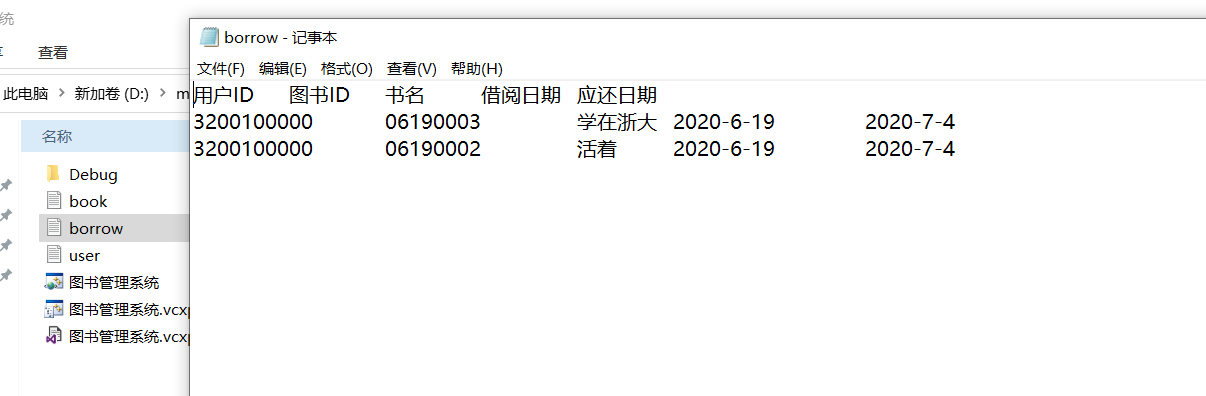 统
borrow - 记事本
查看
文件(F) 编辑(E) 格式(O) 查看(V) 帮助(H)
此电脑 > 新加卷 (D:) > m
用户ID 图书ID 书名 借阅日期 应还日期
3200100000 06190003 学在浙大 2020-6-19 2020-7-4
3200100000 06190002 活着 2020-6-19 2020-7-4
名称
Debug
book
borrow
user
图书管理系统
图书管理系统.vcxp
图书管理系统.vcxp